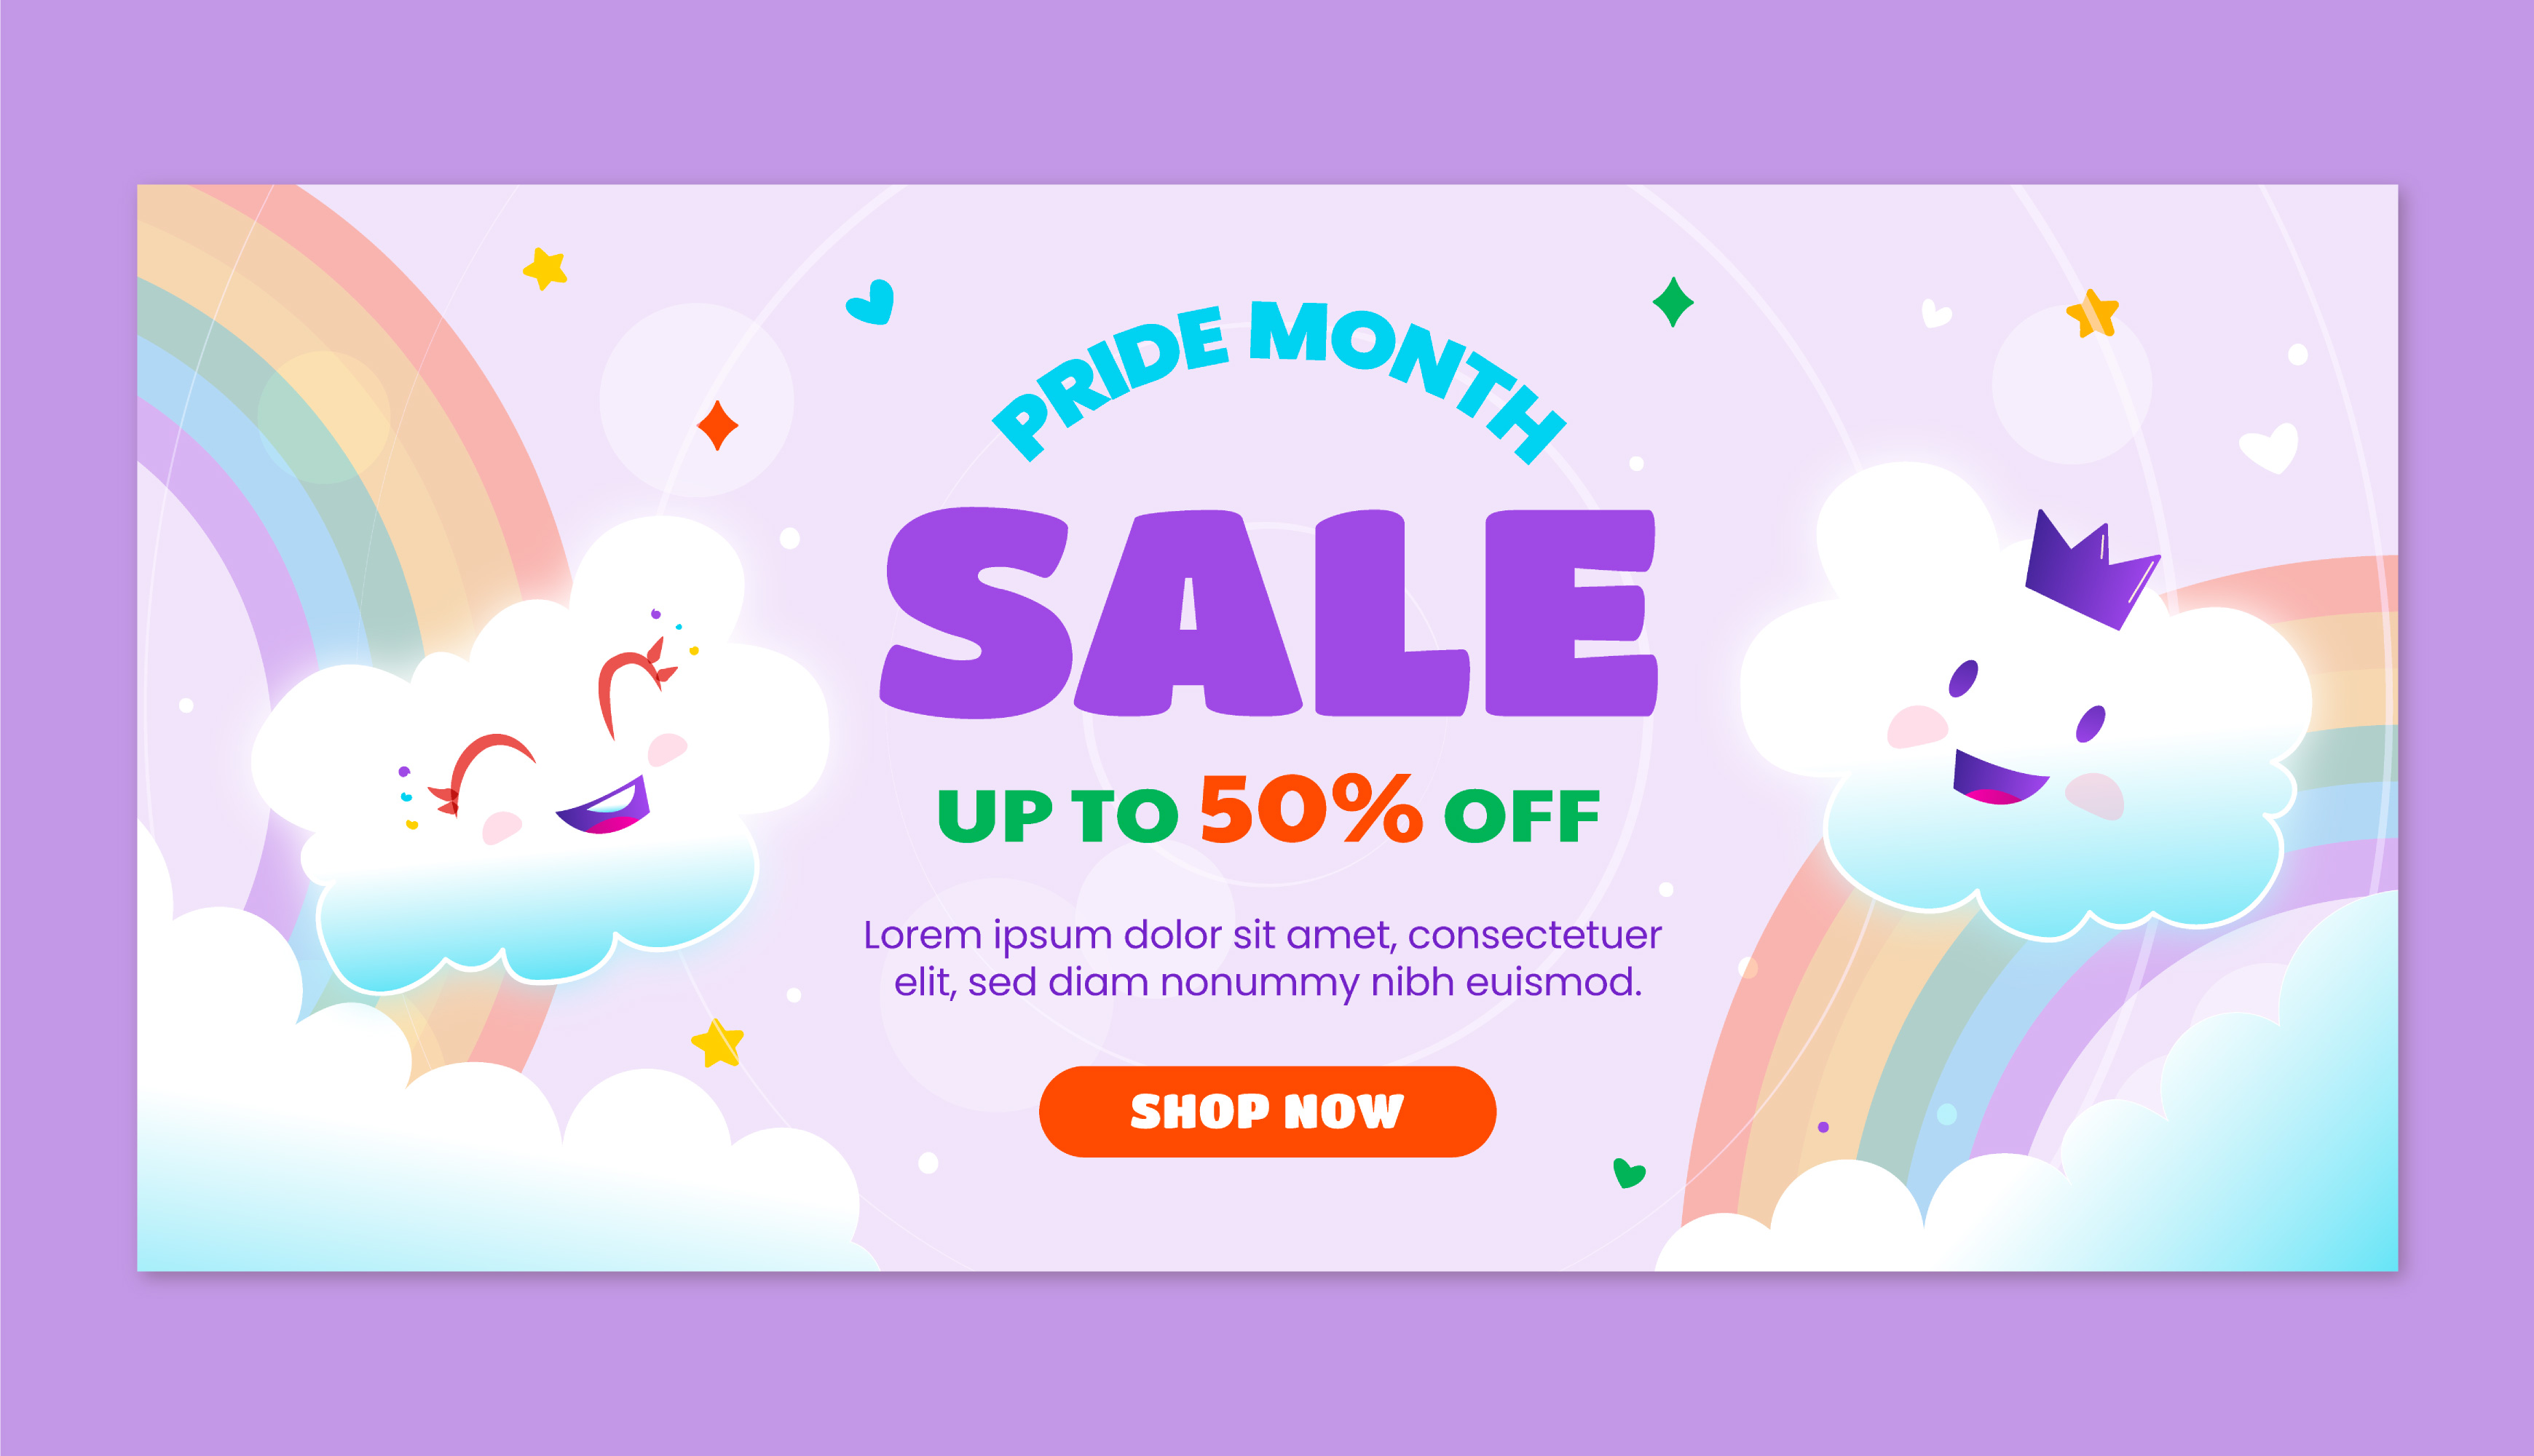 PRIDE MONTH
SALE
UP TO 50% OFF
Lorem ipsum dolor sit amet, consectetuer
elit, sed diam nonummy nibh euismod.
SHOP NOW